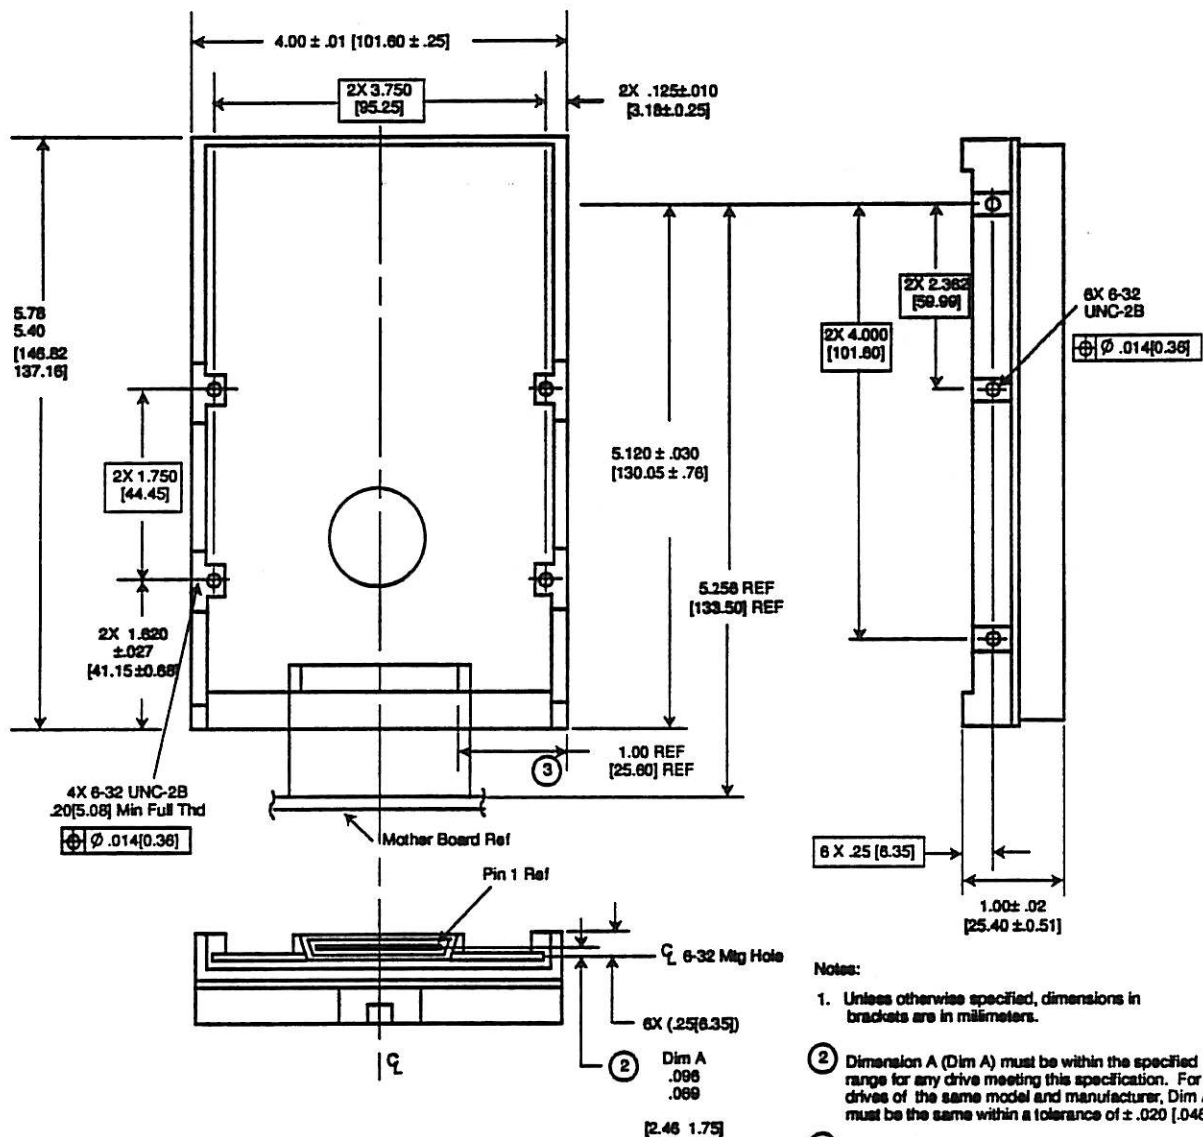 4.00 ± .01 [101.60 ± .25]
2X 3.750
[95.25]
2X .125±.010
[3.18±0.25]
5.78
5.40
[146.82
137.16]
2X 2.362
[59.99]
6X 6-32
UNC-2B
⌖ Ø .014[0.36]
2X 4.000
[101.60]
5.120 ± .030
[130.05 ± .76]
2X 1.750
[44.45]
5.256 REF
[133.50] REF
2X 1.620
±.027
[41.15±0.68]
1.00 REF
[25.60] REF
3
4X 6-32 UNC-2B
.20[5.08] Min Full Thd
⌖ Ø .014[0.36]
Mother Board Ref
6 X .25 [6.35]
Pin 1 Ref
1.00± .02
[25.40 ±0.51]
CL 6-32 Mtg Hole
6X (.25[6.35])
CL
2
Dim A
.096
.069
[2.46 1.75]
Notes:
1. Unless otherwise specified, dimensions in
brackets are in millimeters.
2 Dimension A (Dim A) must be within the specified
range for any drive meeting this specification. For
drives of the same model and manufacturer, Dim
must be the same within a tolerance of ± .020 [.046